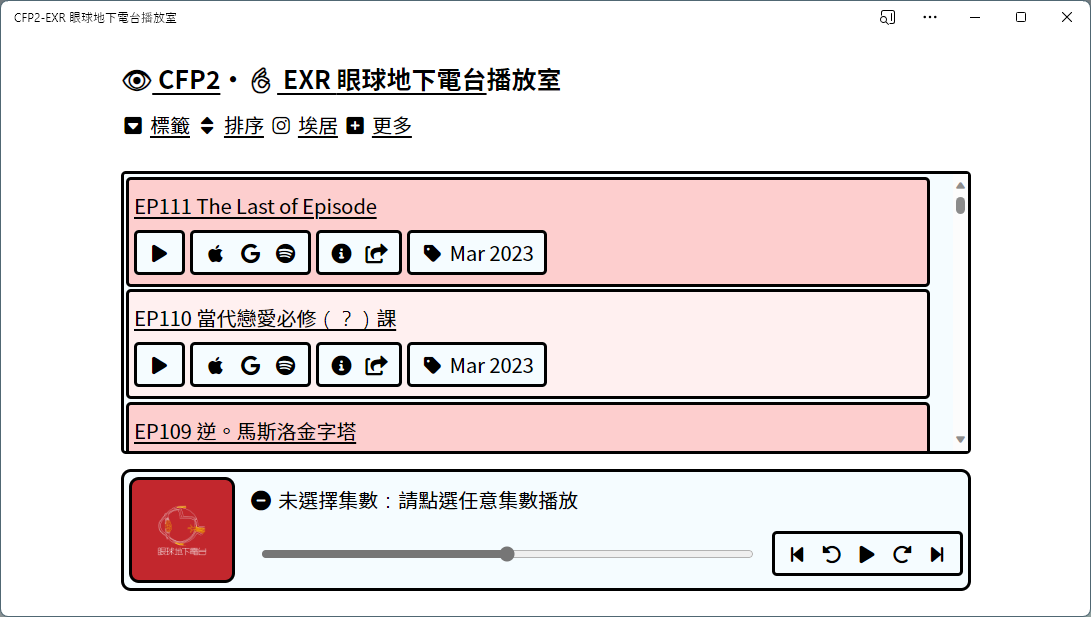 CFP2-EXR 眼球地下電台播放室
CFP2・ EXR 眼球地下電台播放室
標籤 排序 埃居 更多
EP111 The Last of Episode
Mar 2023
EP110 當代戀愛必修（？）課
Mar 2023
EP109 逆。馬斯洛金字塔
未選擇集數：請點選任意集數播放
眼球地下電台